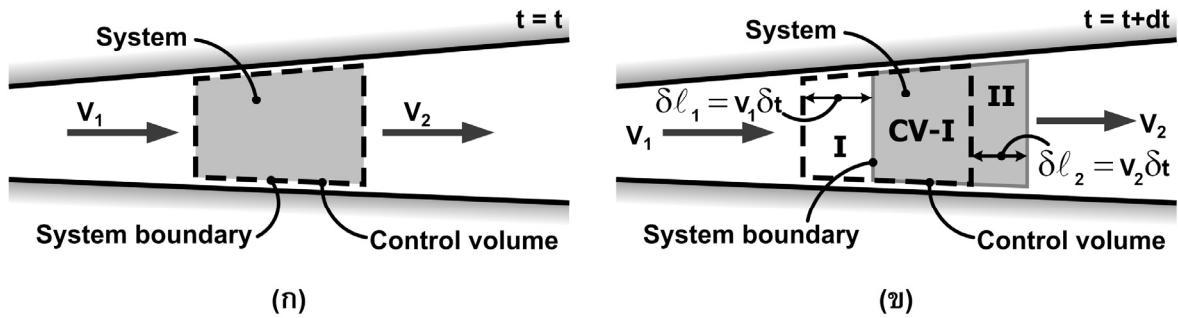 t = t
System
V₁
V₂
System boundary
Control volume
(ก)
t = t+dt
System
δℓ₁ = v₁δt
II
CV-I
I
V₁
V₂
δℓ₂ = v₂δt
System boundary
Control volume
(ข)